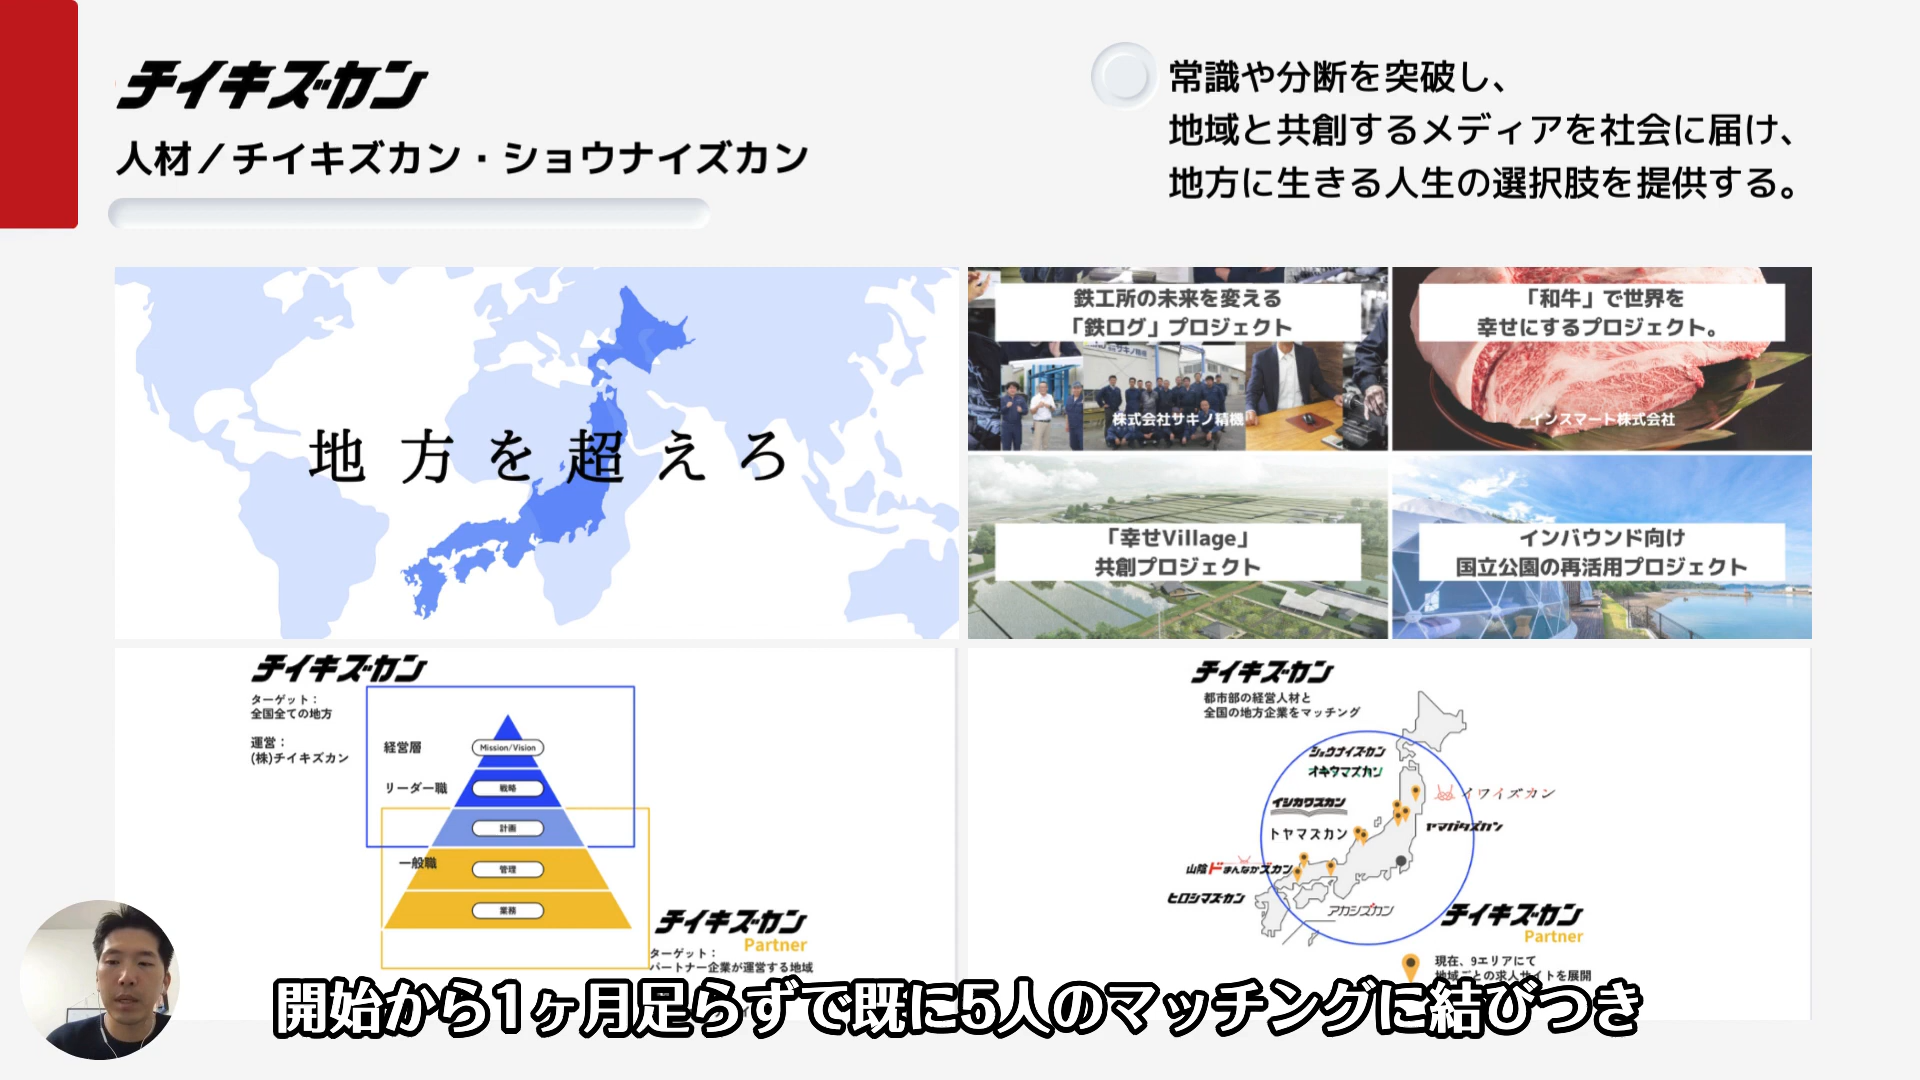 チイキズカン
人材／チイキズカン・ショウナイズカン
常識や分断を突破し、
地域と共創するメディアを社会に届け、
地方に生きる人生の選択肢を提供する。
地方を超えろ
鉄工所の未来を変える
「鉄ログ」プロジェクト
株式会社サキノ精機
「和牛」で世界を
幸せにするプロジェクト。
インスマート株式会社
「幸せVillage」
共創プロジェクト
インバウンド向け
国立公園の再活用プロジェクト
チイキズカン
ターゲット：
全国全ての地方
運営：
(株)チイキズカン
経営層
Mission/Vision
リーダー職
戦略
計画
一般職
管理
業務
チイキズカン
Partner
ターゲット：
パートナー企業が運営する地域
チイキズカン
都市部の経営人材と
全国の地方企業をマッチング
ショウナイズカン
オキタマズカン
イシカワズカン
トヤマズカン
イワイズカン
ヤマガタズカン
山陰ドまんなかズカン
ヒロシマズカン
アカシズカン
チイキズカン
Partner
現在、9エリアにて
地域ごとの求人サイトを展開
開始から1ヶ月足らずで既に5人のマッチングに結びつき